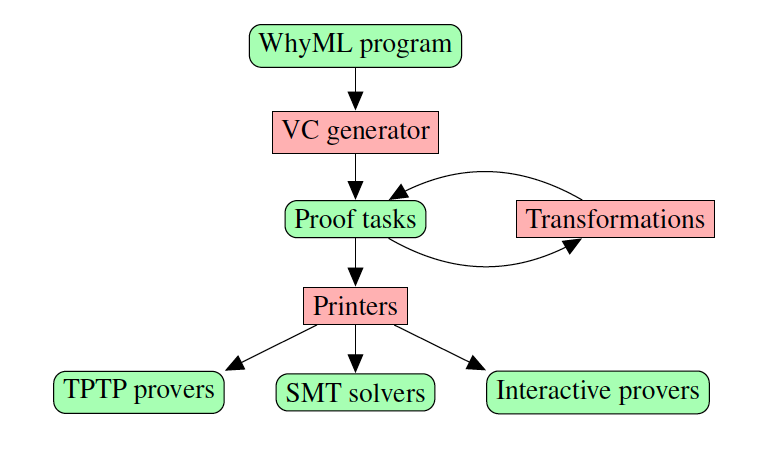 WhyML program
VC generator
Proof tasks
Transformations
Printers
TPTP provers
SMT solvers
Interactive provers